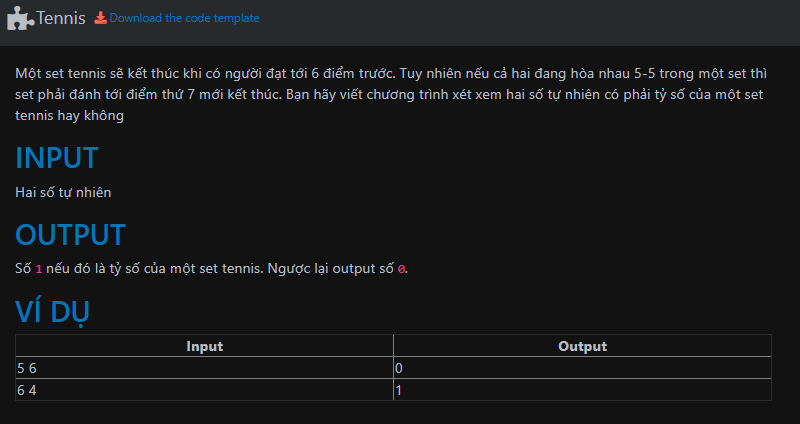 Tennis Download the code template
Một set tennis sẽ kết thúc khi có người đạt tới 6 điểm trước. Tuy nhiên nếu cả hai đang hòa nhau 5-5 trong một set thì
set phải đánh tới điểm thứ 7 mới kết thúc. Bạn hãy viết chương trình xét xem hai số tự nhiên có phải tỷ số của một set
tennis hay không
INPUT
Hai số tự nhiên
OUTPUT
Số 1 nếu đó là tỷ số của một set tennis. Ngược lại output số 0.
VÍ DỤ
Input Output
5 6 0
6 4 1